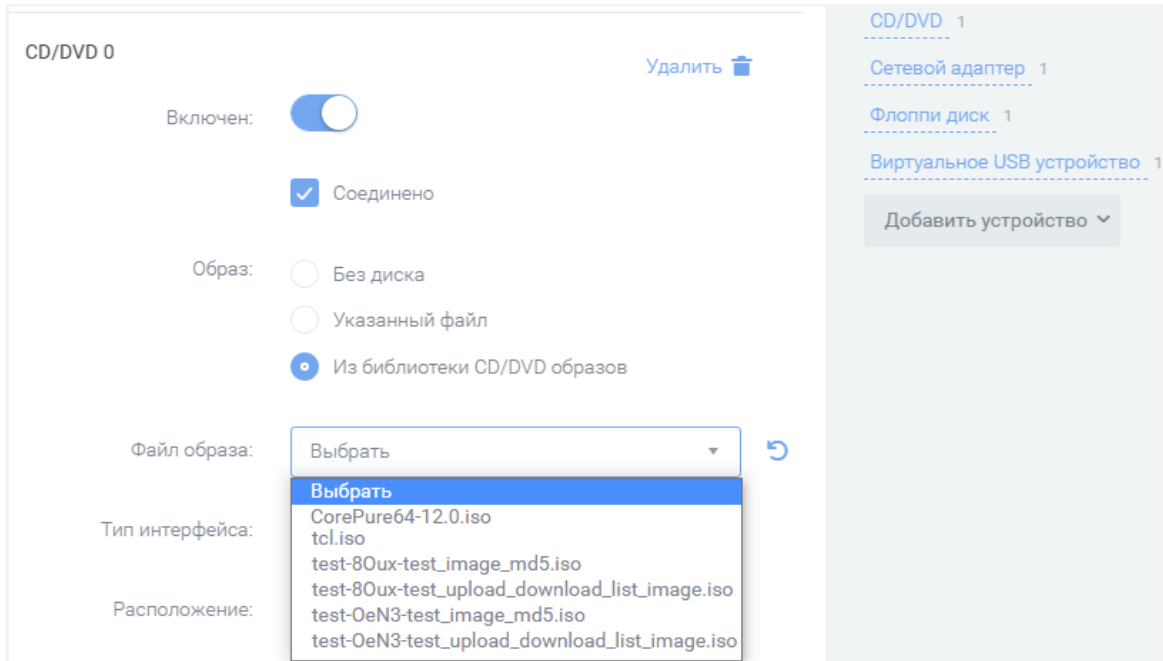 CD/DVD 0
Удалить
Включен:
Соединено
Образ:
Без диска
Указанный файл
Из библиотеки CD/DVD образов
Файл образа:
Выбрать
Выбрать
CorePure64-12.0.iso
tcl.iso
test-8Oux-test_image_md5.iso
test-8Oux-test_upload_download_list_image.iso
test-OeN3-test_image_md5.iso
test-OeN3-test_upload_download_list_image.iso
Тип интерфейса:
Расположение:
CD/DVD 1
Сетевой адаптер 1
Флоппи диск 1
Виртуальное USB устройство 1
Добавить устройство